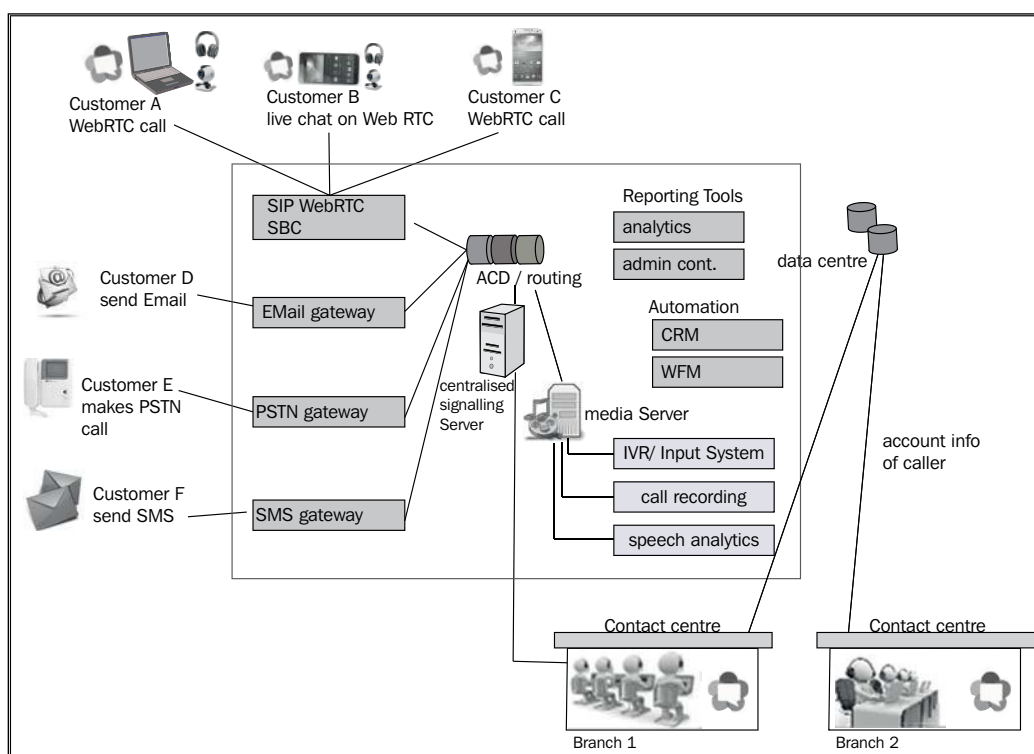 Customer A
WebRTC call
Customer B
live chat on Web RTC
Customer C
WebRTC call
SIP WebRTC
SBC
Reporting Tools
analytics
admin cont.
ACD / routing
data centre
Customer D
send Email
EMail gateway
Automation
CRM
WFM
centralised
signalling
Server
media Server
Customer E
makes PSTN
call
PSTN gateway
IVR/ Input System
account info
of caller
call recording
Customer F
send SMS
SMS gateway
speech analytics
Contact centre
Contact centre
Branch 1
Branch 2